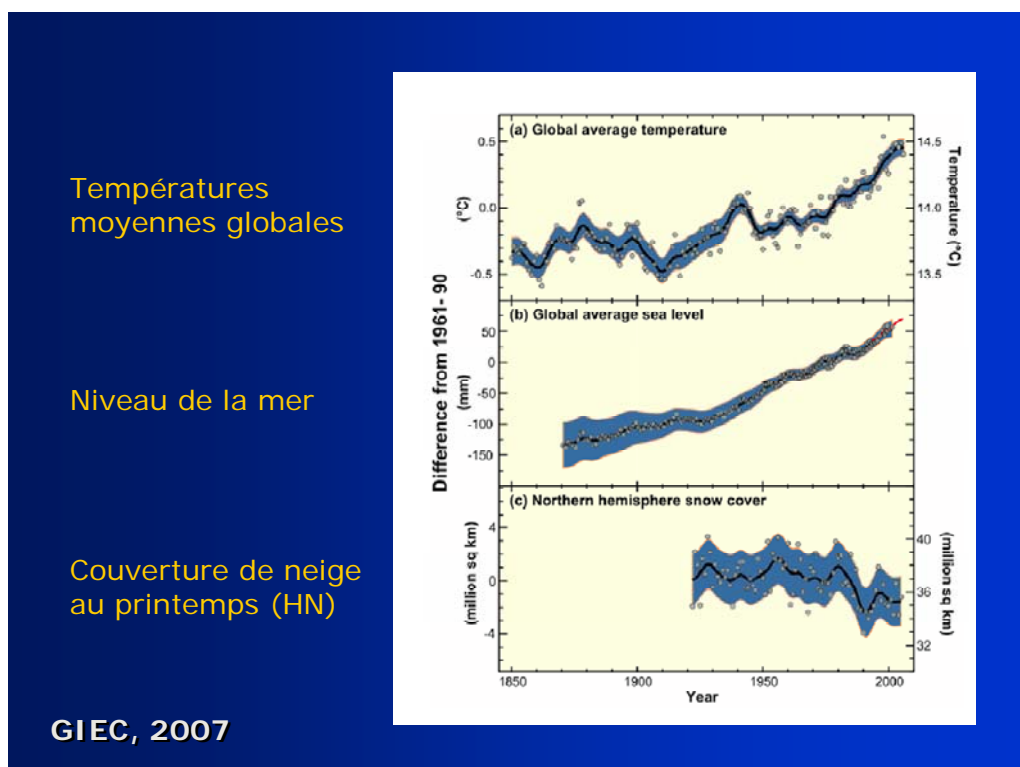 Températures
moyennes globales
Niveau de la mer
Couverture de neige
au printemps (HN)
GIEC, 2007
Difference from 1961- 90
(a) Global average temperature
(°C)
0.5
0.0
-0.5
14.5
14.0
13.5
Temperature (°C)
(b) Global average sea level
(mm)
50
0
-50
-100
-150
(c) Northern hemisphere snow cover
(million sq km)
4
0
-4
40
36
32
(million sq km)
1850
1900
1950
2000
Year